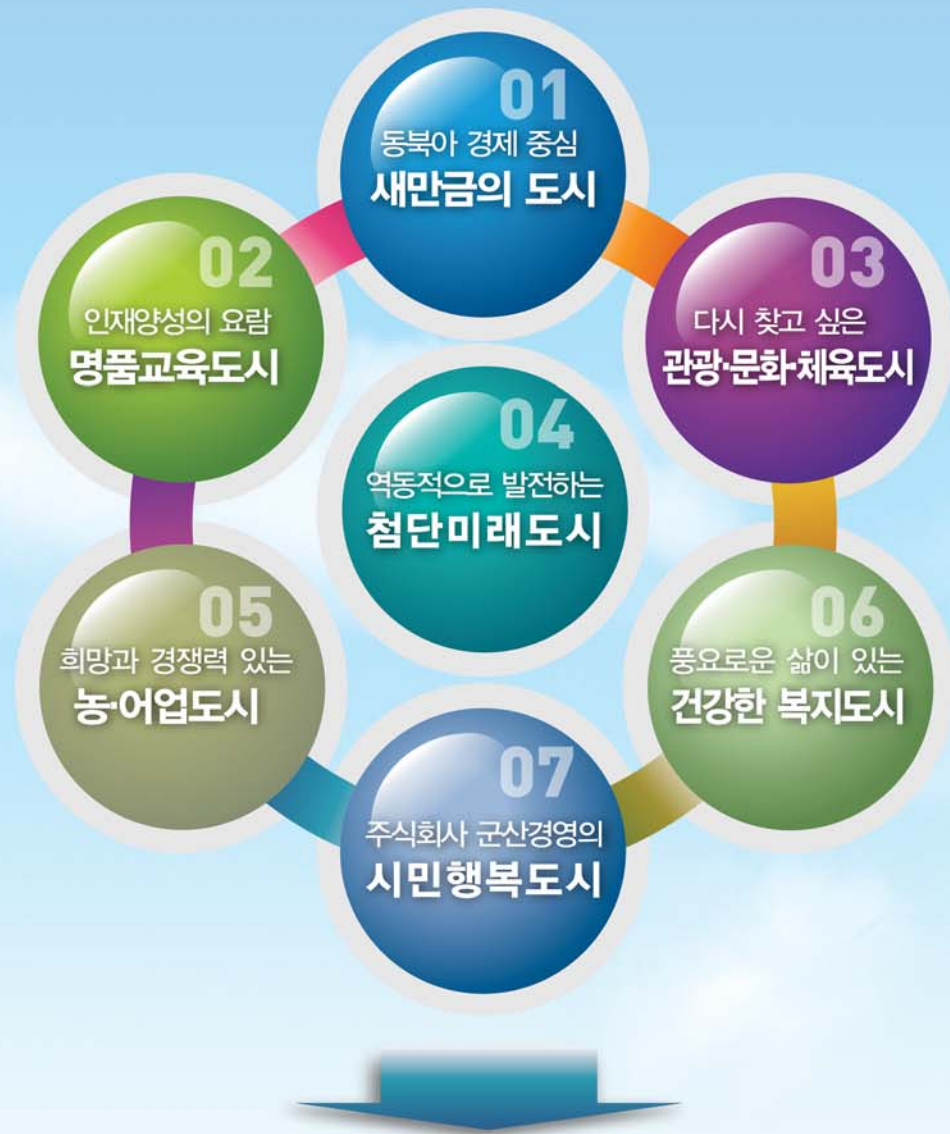 01
동북아 경제 중심
새만금의 도시
02
인재양성의 요람
명품교육도시
03
다시 찾고 싶은
관광·문화·체육도시
04
역동적으로 발전하는
첨단미래도시
05
희망과 경쟁력 있는
농·어업도시
06
풍요로운 삶이 있는
건강한 복지도시
07
주식회사 군산경영의
시민행복도시